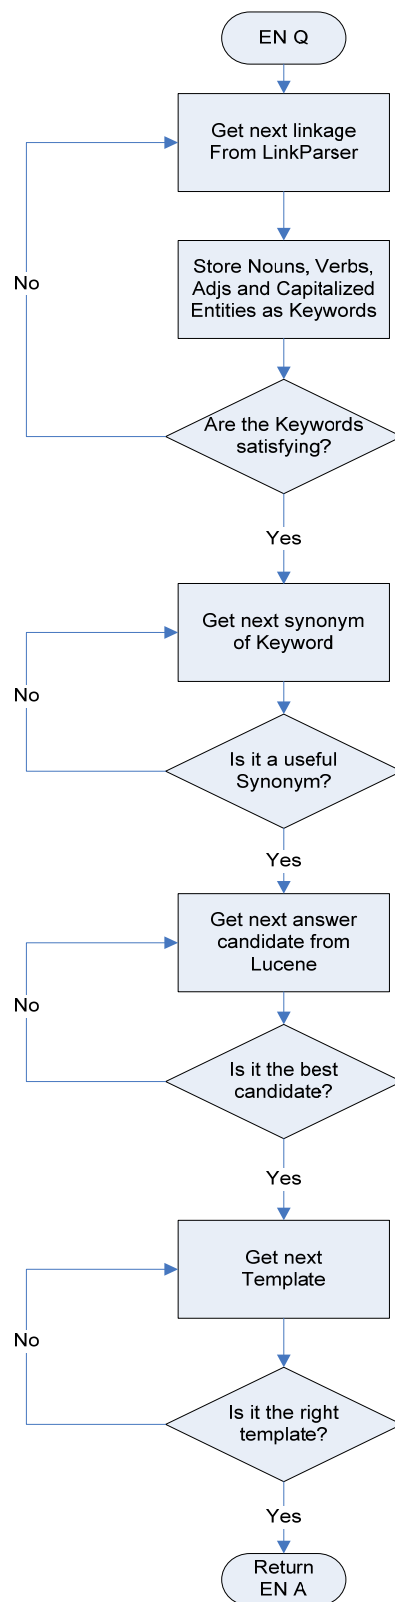 EN Q
Get next linkage
From LinkParser
Store Nouns, Verbs,
Adjs and Capitalized
Entities as Keywords
No
Are the Keywords
satisfying?
Yes
Get next synonym
of Keyword
No
Is it a useful
Synonym?
Yes
Get next answer
candidate from
Lucene
No
Is it the best
candidate?
Yes
Get next
Template
No
Is it the right
template?
Yes
Return
EN A